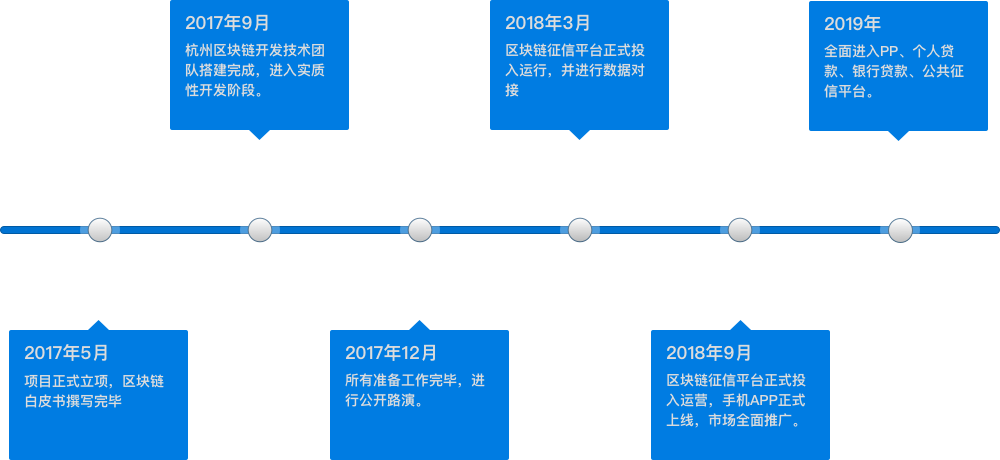 2017年9月
杭州区块链开发技术团
队搭建完成，进入实质
性开发阶段。
2018年3月
区块链征信平台正式投
入运行，并进行数据对
接
2019年
全面进入PP、个人贷
款、银行贷款、公共征
信平台。
2017年5月
项目正式立项，区块链
白皮书撰写完毕
2017年12月
所有准备工作完毕，进
行公开路演。
2018年9月
区块链征信平台正式投
入运营，手机APP正式
上线，市场全面推广。